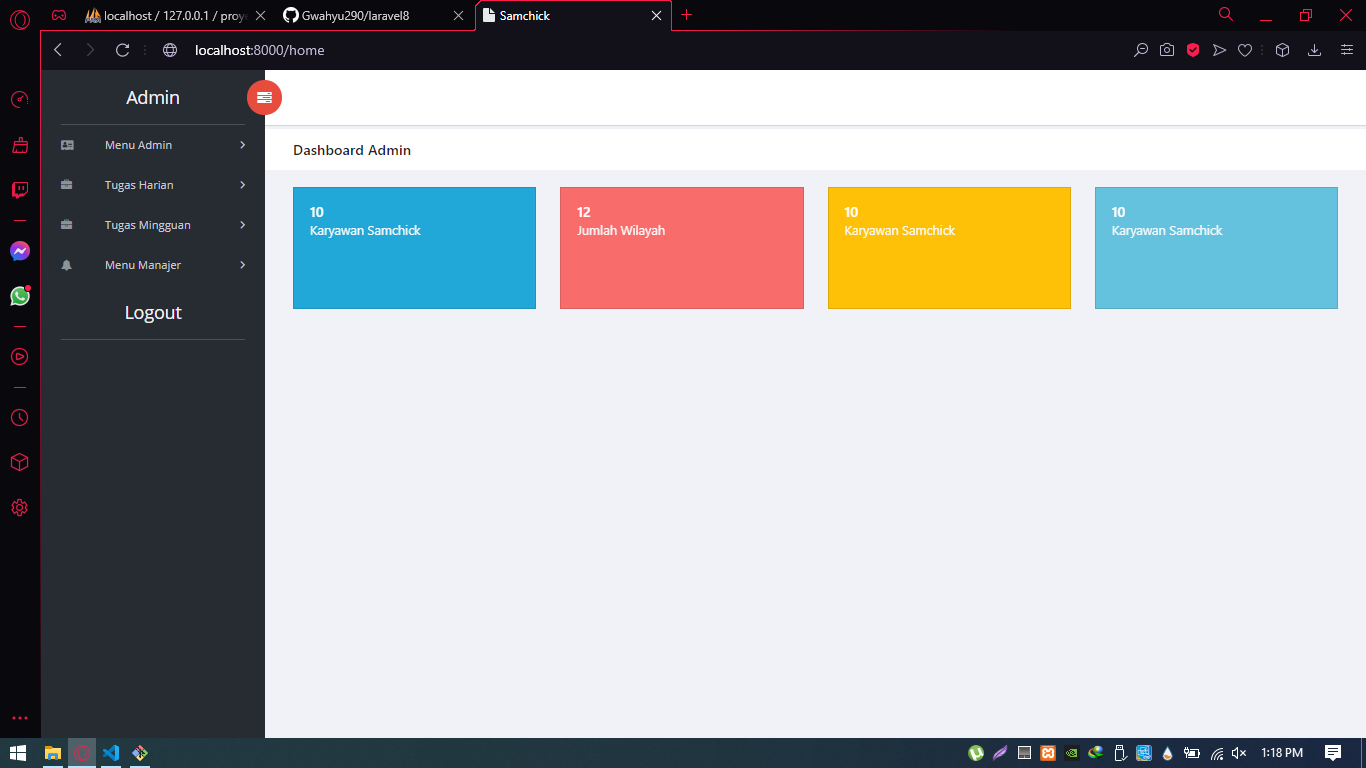 localhost / 127.0.0.1 / proye
Gwahyu290/laravel8
Samchick
localhost:8000/home
Admin
Menu Admin
Tugas Harian
Tugas Mingguan
Menu Manajer
Logout
Dashboard Admin
10
Karyawan Samchick
12
Jumlah Wilayah
10
Karyawan Samchick
10
Karyawan Samchick
1:18 PM